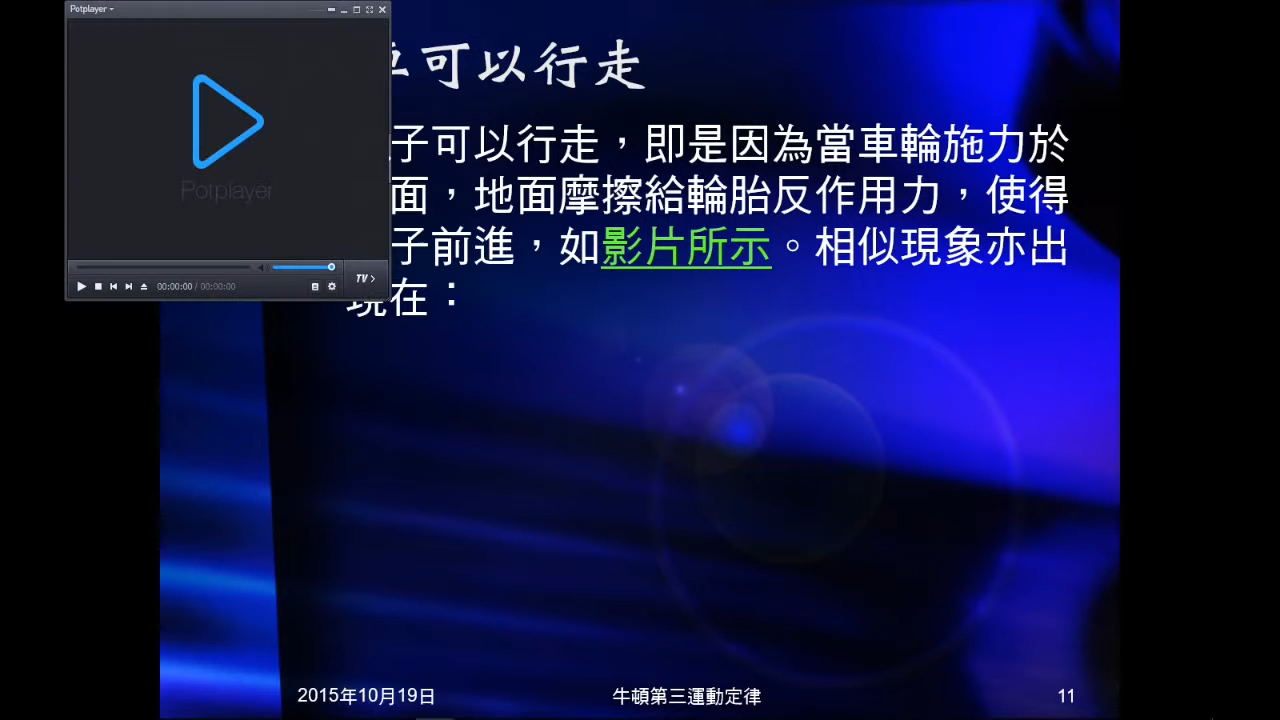 Potplayer
Potplayer
00:00:00 / 00:00:00
TV
可以行走
子可以行走，即是因為當車輪施力於
面，地面摩擦給輪胎反作用力，使得
子前進，如影片所示。相似現象亦出
現在：
2015年10月19日
牛頓第三運動定律
11